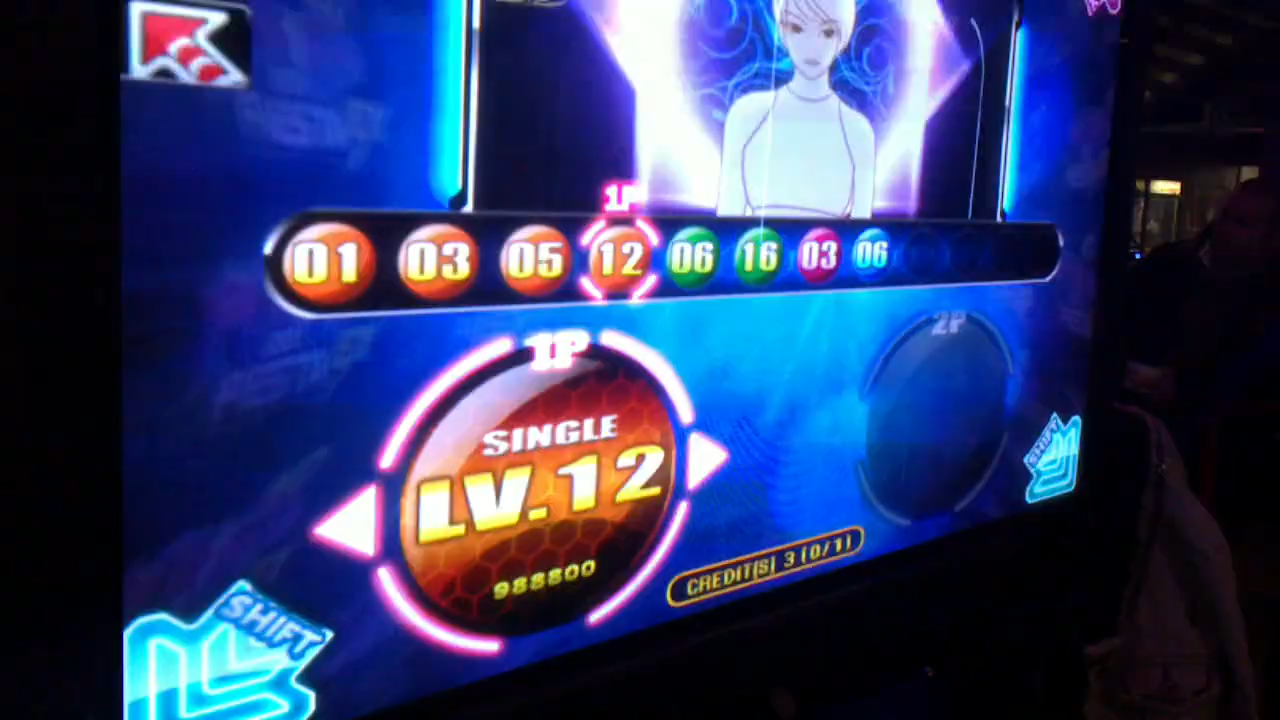 1P
01 03 05 12 06 16 03 06
1P
2P
SINGLE
LV.12
988800
SHIFT
CREDIT(S) 3 (0/1)
SHIFT